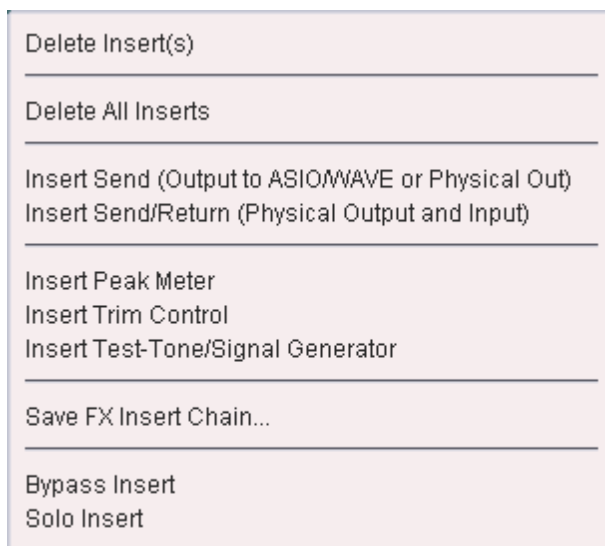 Delete Insert(s)
Delete All Inserts
Insert Send (Output to ASIO/WAVE or Physical Out)
Insert Send/Return (Physical Output and Input)
Insert Peak Meter
Insert Trim Control
Insert Test-Tone/Signal Generator
Save FX Insert Chain...
Bypass Insert
Solo Insert